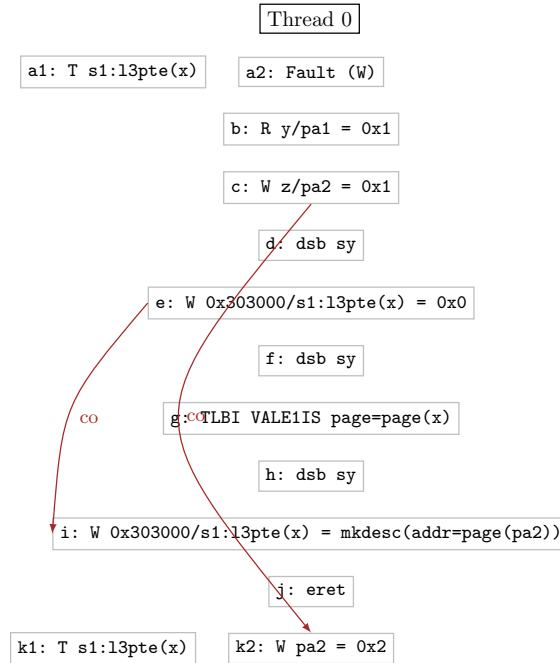 Thread 0
a1: T s1:l3pte(x) a2: Fault (W)
b: R y/pa1 = 0x1
c: W z/pa2 = 0x1
d: dsb sy
e: W 0x303000/s1:l3pte(x) = 0x0
f: dsb sy
co co g: TLBI VALE1IS page=page(x)
h: dsb sy
i: W 0x303000/s1:l3pte(x) = mkdesc(addr=page(pa2))
j: eret
k1: T s1:l3pte(x) k2: W pa2 = 0x2